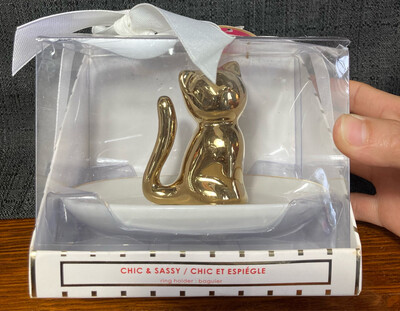 CHIC & SASSY / CHIC ET ESPIÈGLE
ring holder : baguier